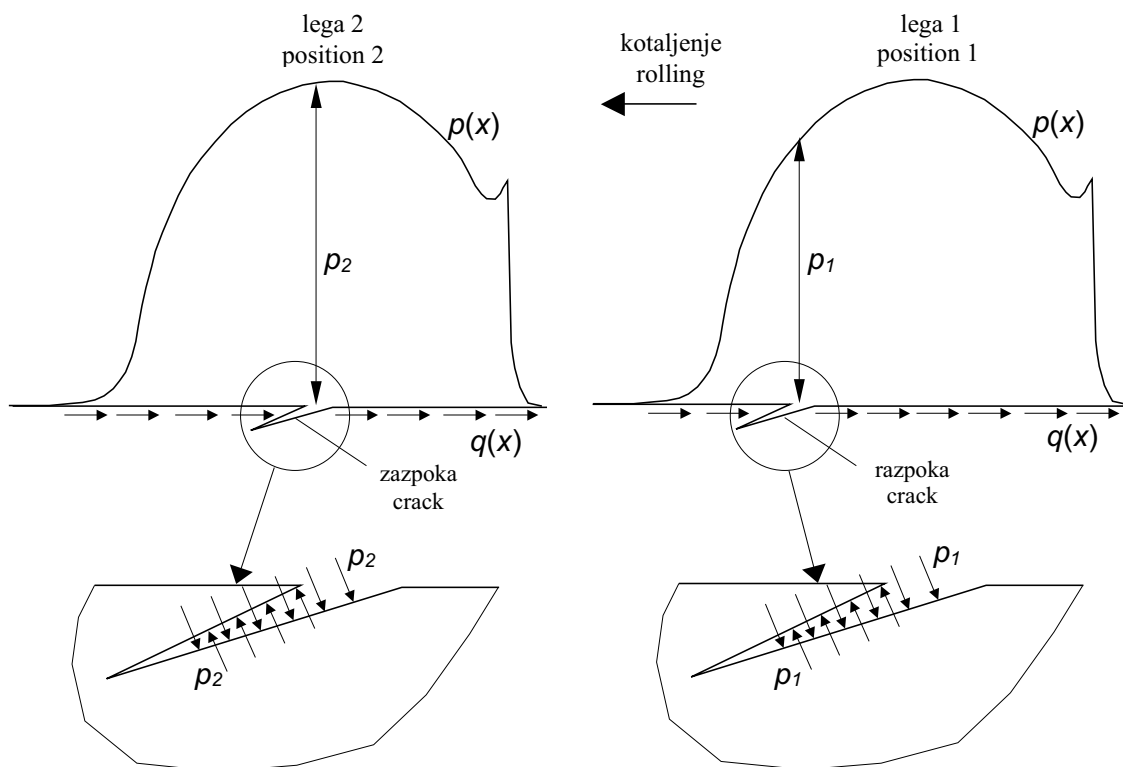 lega 2
position 2
kotaljenje
rolling
lega 1
position 1
p(x)
p(x)
p2
p1
q(x)
q(x)
zazpoka
crack
razpoka
crack
p2
p1
p2
p1